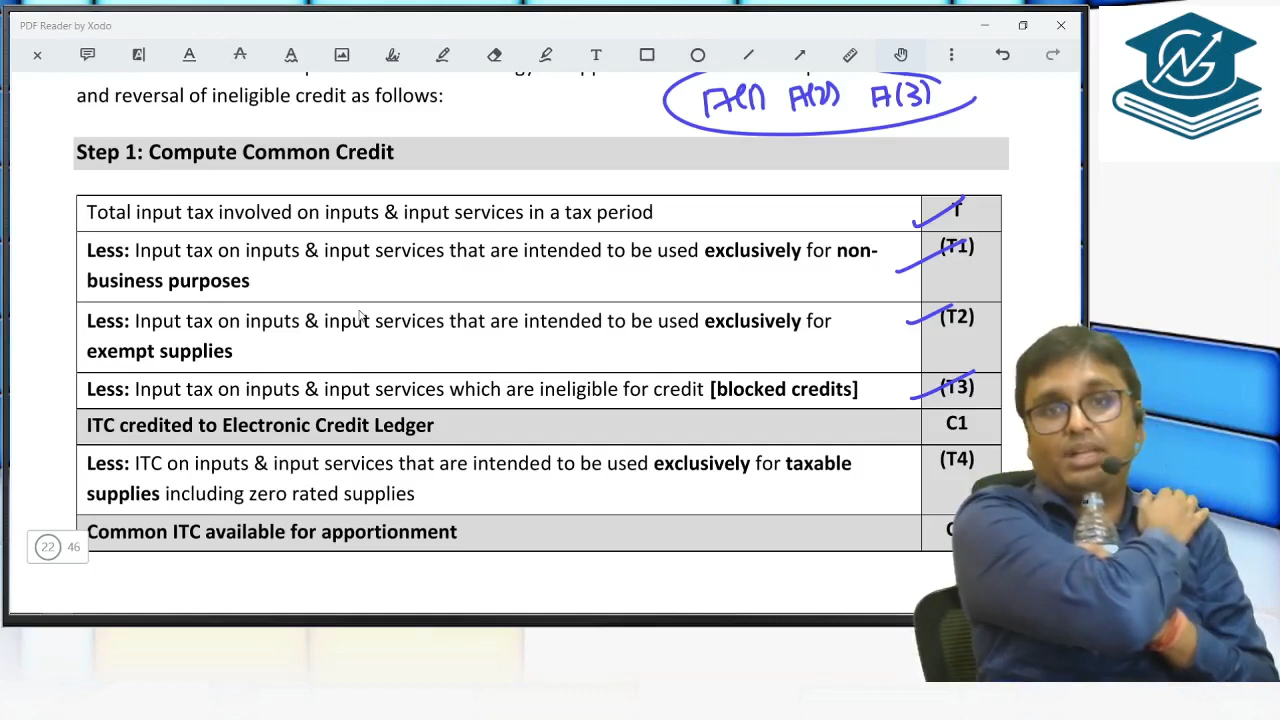 PDF Reader by Xodo
and reversal of ineligible credit as follows:
A(1) A(2) A(3)
Step 1: Compute Common Credit
Total input tax involved on inputs & input services in a tax period T
Less: Input tax on inputs & input services that are intended to be used exclusively for non- (T1)
business purposes
Less: Input tax on inputs & input services that are intended to be used exclusively for (T2)
exempt supplies
Less: Input tax on inputs & input services which are ineligible for credit [blocked credits] (T3)
ITC credited to Electronic Credit Ledger C1
Less: ITC on inputs & input services that are intended to be used exclusively for taxable (T4)
supplies including zero rated supplies
Common ITC available for apportionment
22 46